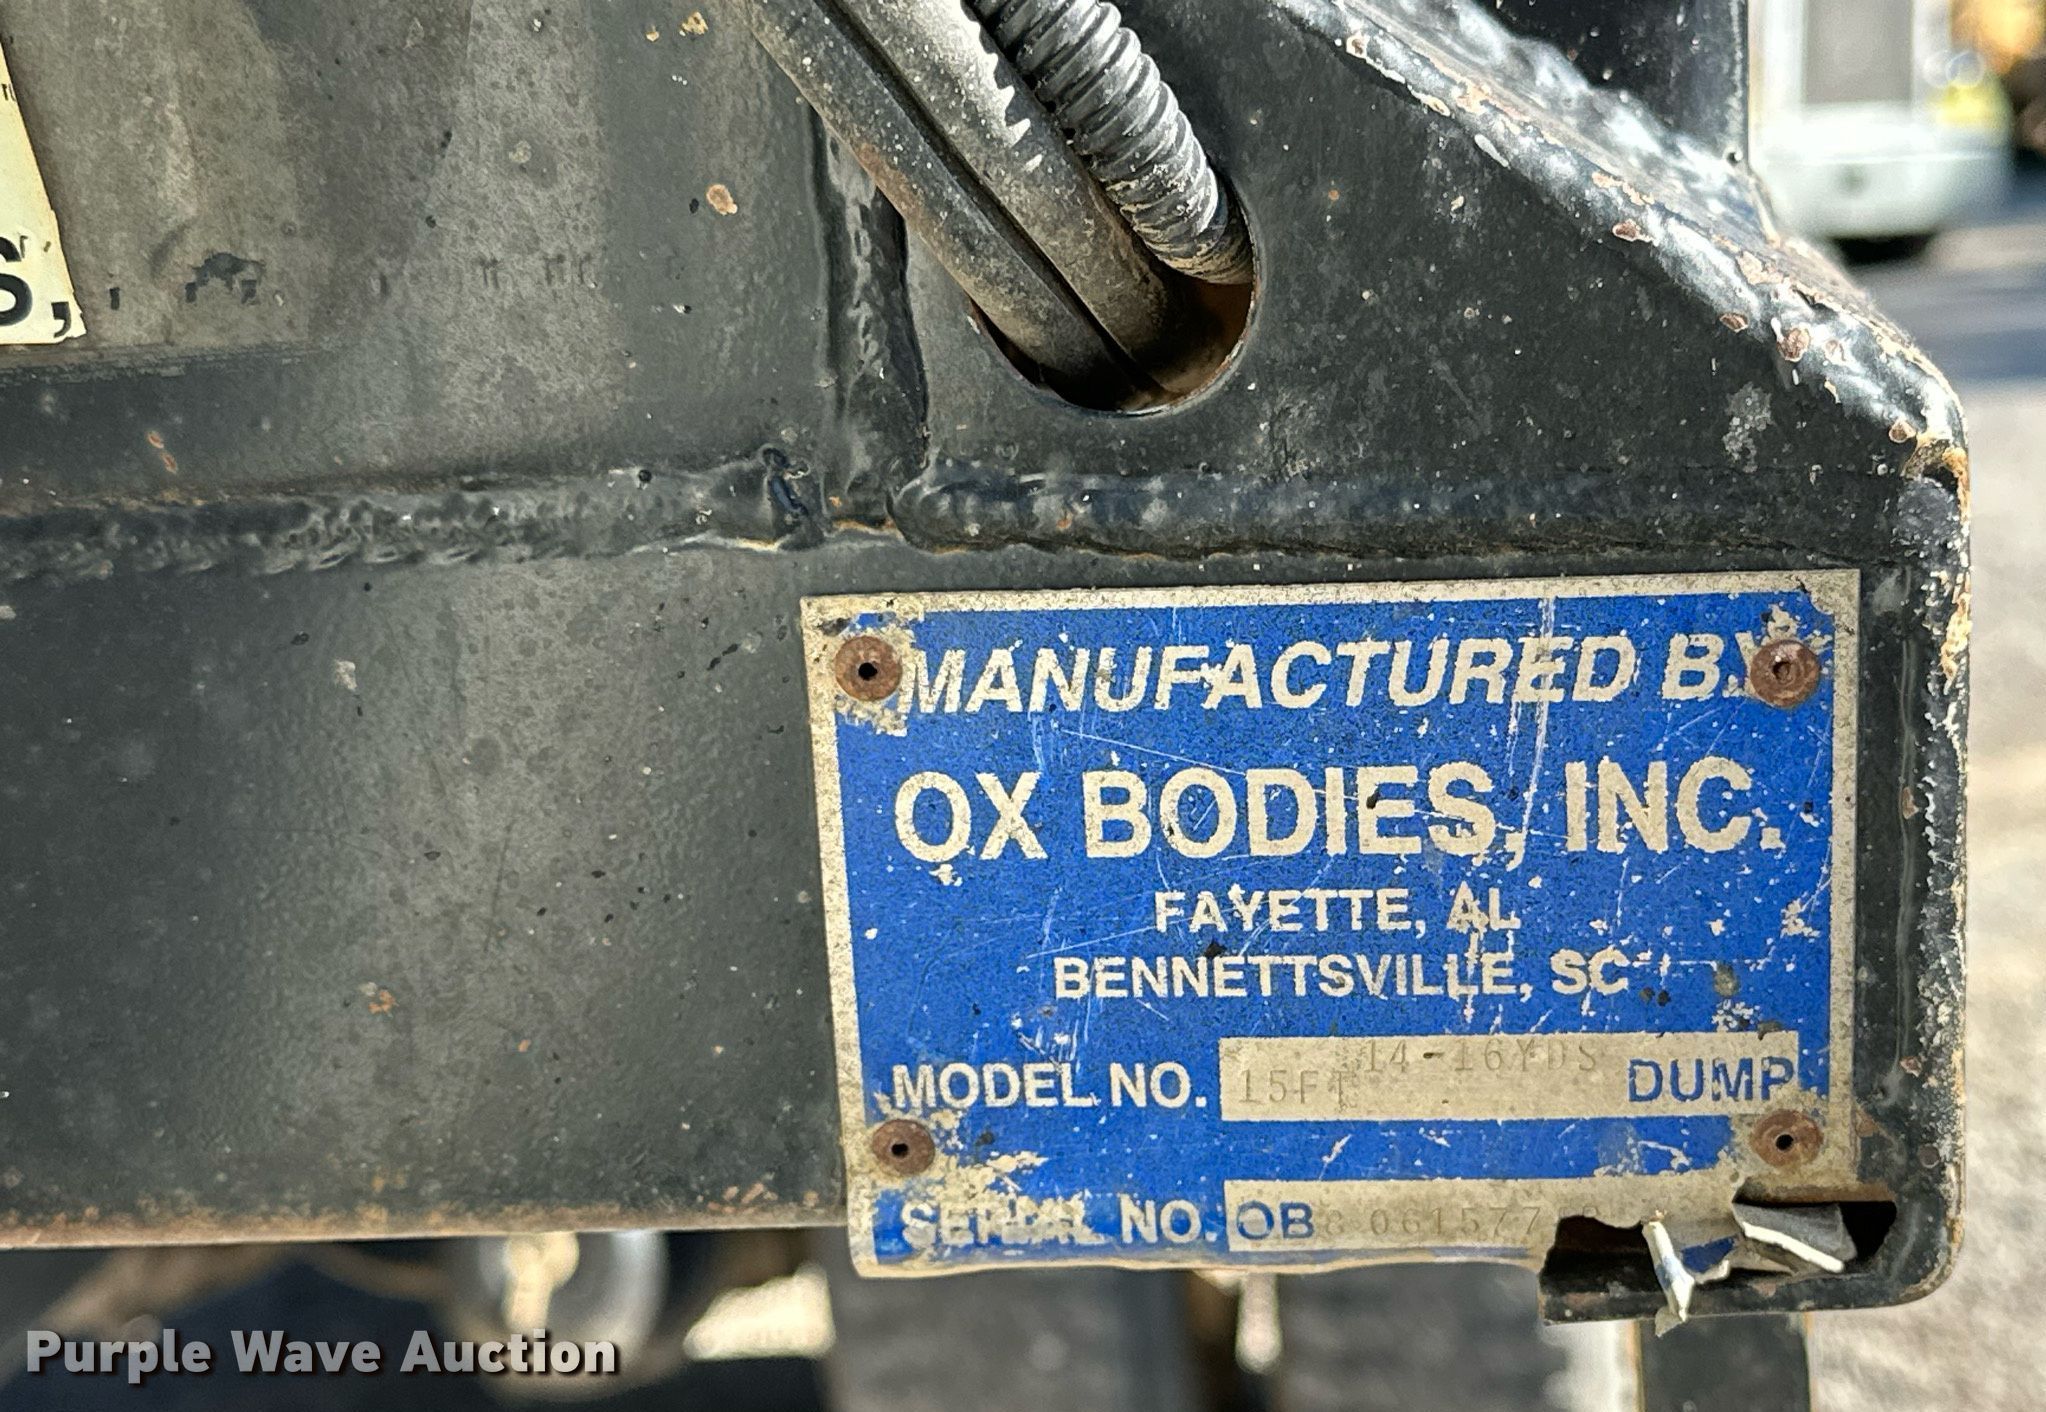 S,
MANUFACTURED BY
OX BODIES, INC.
FAYETTE, AL
BENNETTSVILLE, SC
14-16YDS
MODEL NO. 15FT DUMP
SERIAL NO. OB
Purple Wave Auction